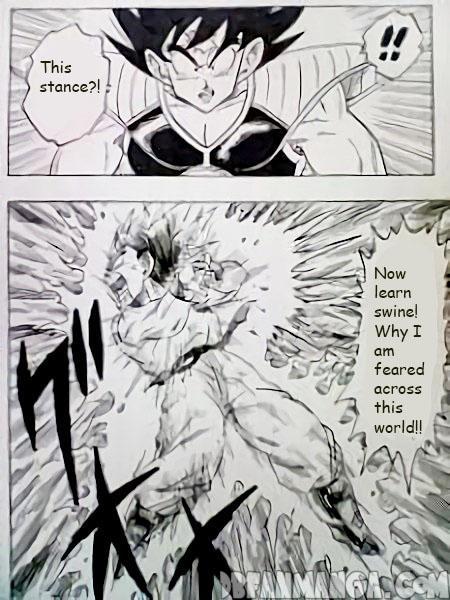 This
stance?!
!!
Now
learn
swine!
Why I
am
feared
across
this
world!!
DBFANMANGA.COM